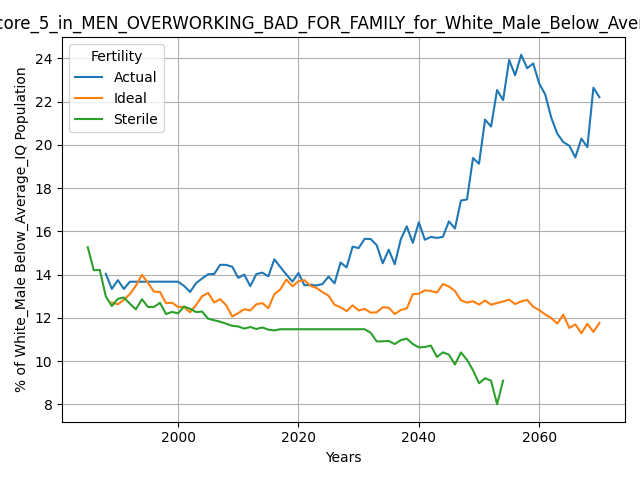 core_5_in_MEN_OVERWORKING_BAD_FOR_FAMILY_for_White_Male_Below_Aver
Fertility
Actual
Ideal
Sterile
% of White_Male Below_Average_IQ Population
24
22
20
18
16
14
12
10
8
2000 2020 2040 2060
Years